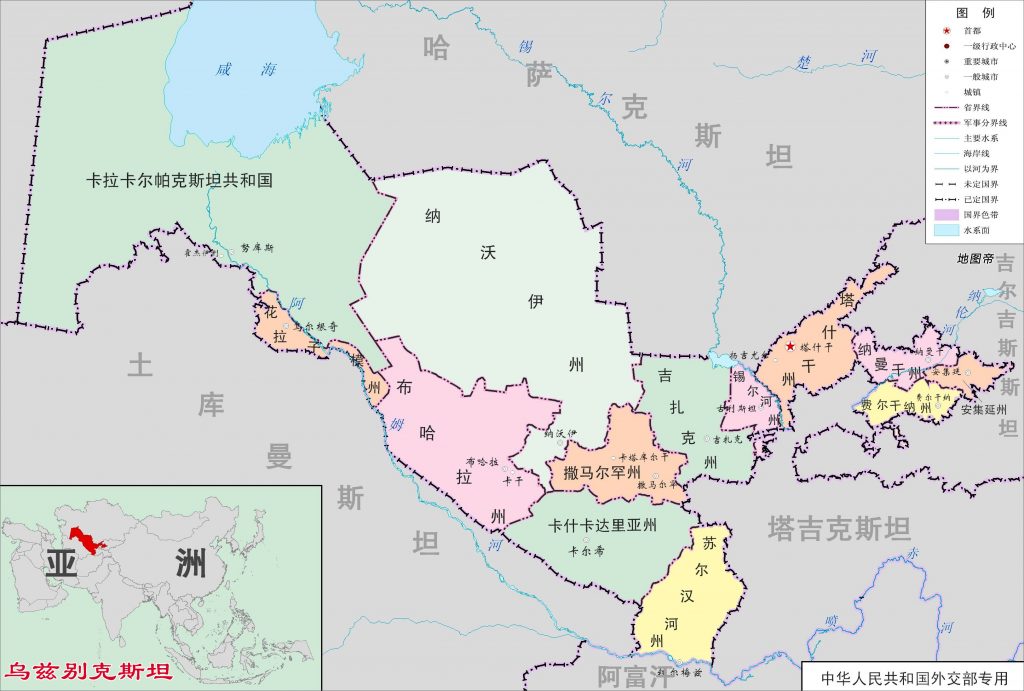 图 例
首都
一级行政中心
重要城市
一般城市
城镇
省界线
军事分界线
主要水系
海岸线
以河为界
未定国界
已定国界
国界色带
水系面
地图帝
哈萨克斯坦
锡尔河
楚河
咸海
卡拉卡尔帕克斯坦共和国
努库斯
霍杰伊利
纳沃伊州
吉尔吉斯斯坦
纳伦河
塔什干州
塔什干
扬吉尤尔
纳曼干州
纳曼干
安集延
安集延州
费尔干纳州
费尔干纳
花拉子模州
乌尔根奇
阿姆河
土库曼斯坦
布哈拉州
布哈拉
卡干
纳沃伊
吉扎克州
吉扎克
锡尔河州
古利斯坦
撒马尔罕州
卡塔库尔干
撒马尔罕
卡什卡达里亚州
卡尔希
苏尔汉河州
塔吉克斯坦
赤
喷
河
阿富汗
亚洲
乌兹别克斯坦
中华人民共和国外交部专用